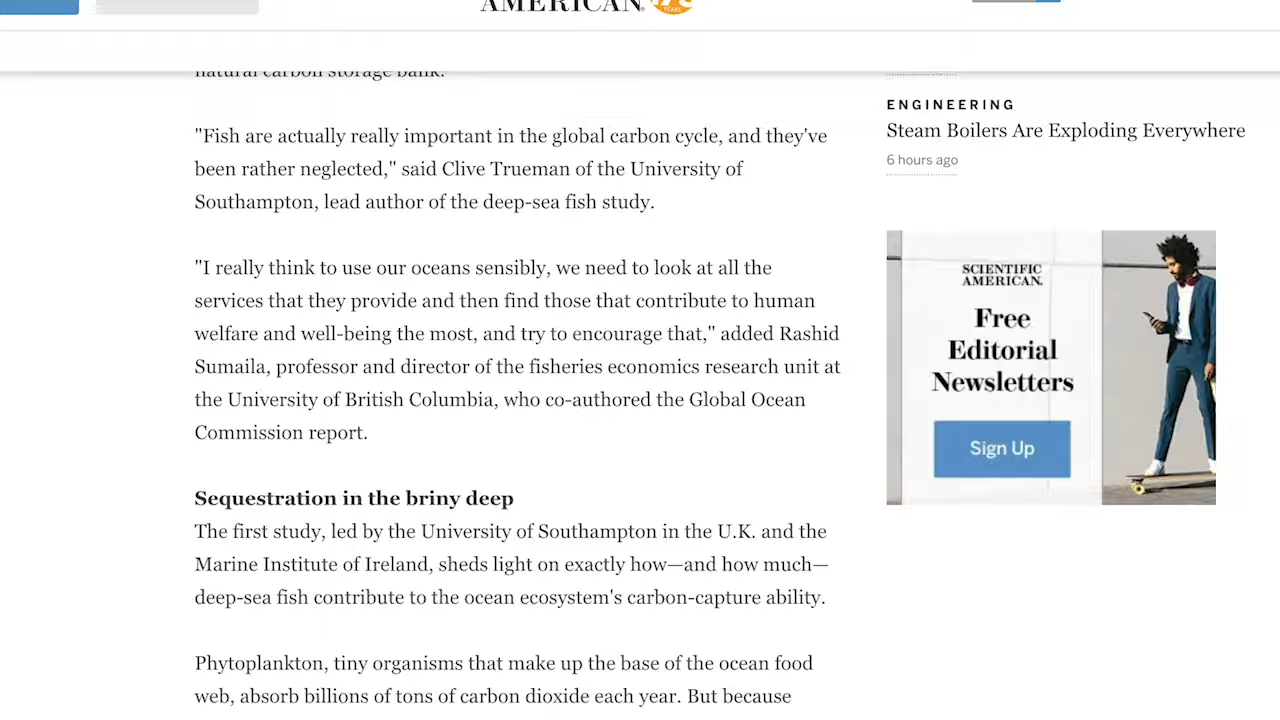 AMERICAN
YEARS
natural carbon storage bank.
"Fish are actually really important in the global carbon cycle, and they've
been rather neglected," said Clive Trueman of the University of
Southampton, lead author of the deep-sea fish study.
"I really think to use our oceans sensibly, we need to look at all the
services that they provide and then find those that contribute to human
welfare and well-being the most, and try to encourage that," added Rashid
Sumaila, professor and director of the fisheries economics research unit at
the University of British Columbia, who co-authored the Global Ocean
Commission report.
Sequestration in the briny deep
The first study, led by the University of Southampton in the U.K. and the
Marine Institute of Ireland, sheds light on exactly how—and how much—
deep-sea fish contribute to the ocean ecosystem's carbon-capture ability.
Phytoplankton, tiny organisms that make up the base of the ocean food
web, absorb billions of tons of carbon dioxide each year. But because
ENGINEERING
Steam Boilers Are Exploding Everywhere
6 hours ago
SCIENTIFIC
AMERICAN.
Free
Editorial
Newsletters
Sign Up